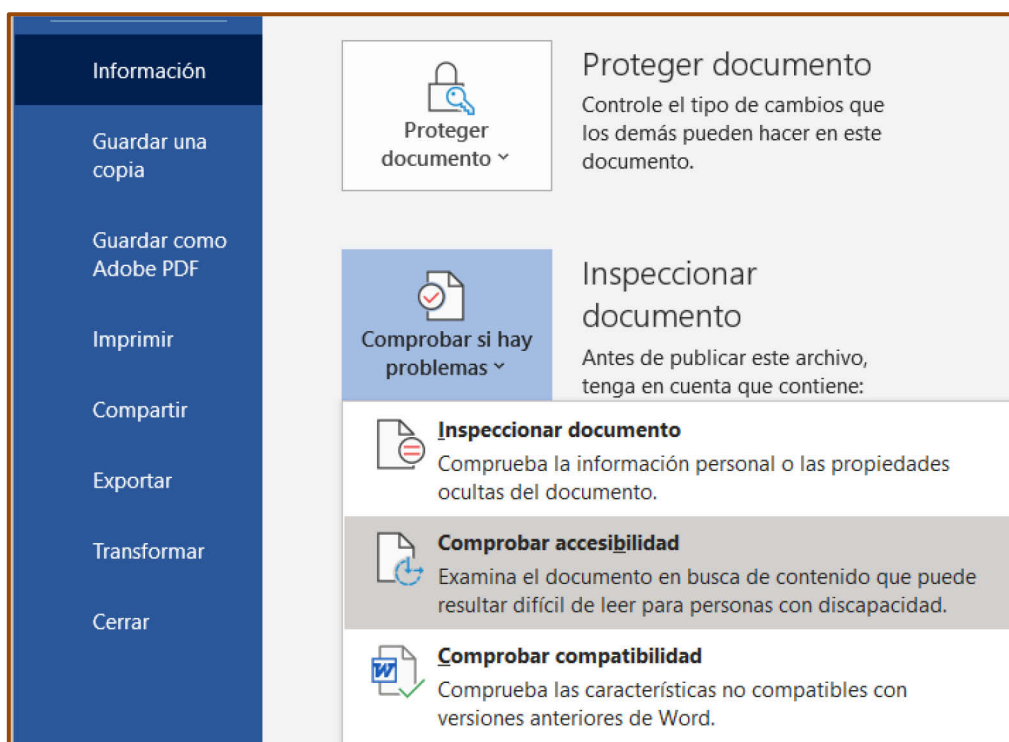 Información
Guardar una
copia
Guardar como
Adobe PDF
Imprimir
Compartir
Exportar
Transformar
Cerrar
Proteger
documento
Proteger documento
Controle el tipo de cambios que
los demás pueden hacer en este
documento.
Comprobar si hay
problemas
Inspeccionar
documento
Antes de publicar este archivo,
tenga en cuenta que contiene:
Inspeccionar documento
Comprueba la información personal o las propiedades
ocultas del documento.
Comprobar accesibilidad
Examina el documento en busca de contenido que puede
resultar difícil de leer para personas con discapacidad.
W
Comprobar compatibilidad
Comprueba las características no compatibles con
versiones anteriores de Word.